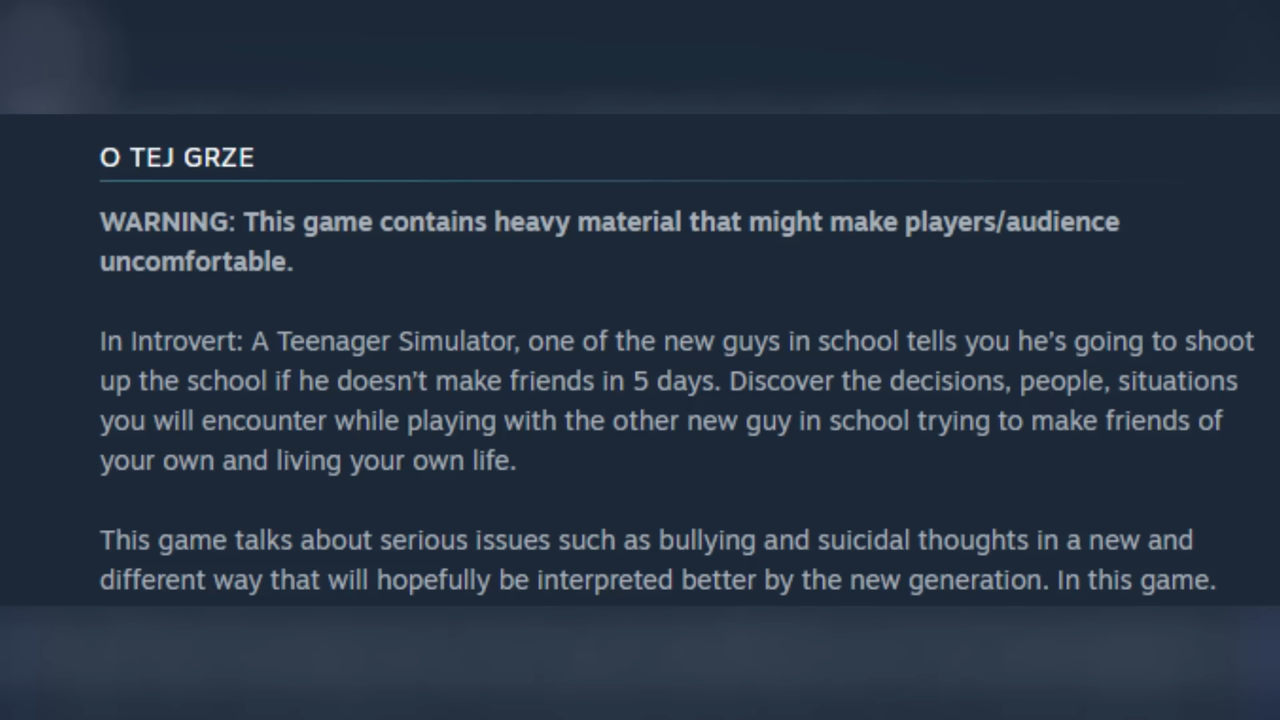 O TEJ GRZE
WARNING: This game contains heavy material that might make players/audience
uncomfortable.
In Introvert: A Teenager Simulator, one of the new guys in school tells you he’s going to shoot
up the school if he doesn’t make friends in 5 days. Discover the decisions, people, situations
you will encounter while playing with the other new guy in school trying to make friends of
your own and living your own life.
This game talks about serious issues such as bullying and suicidal thoughts in a new and
different way that will hopefully be interpreted better by the new generation. In this game.